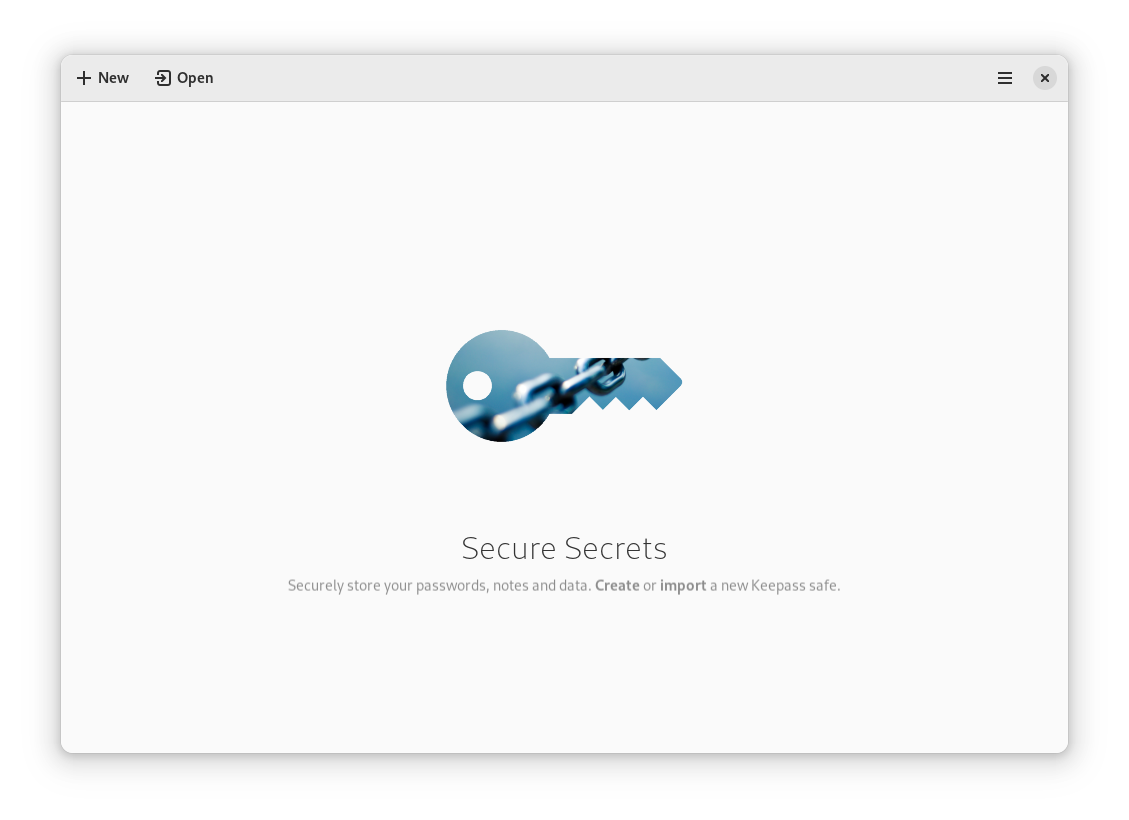 New Open
Secure Secrets
Securely store your passwords, notes and data. Create or import a new Keepass safe.